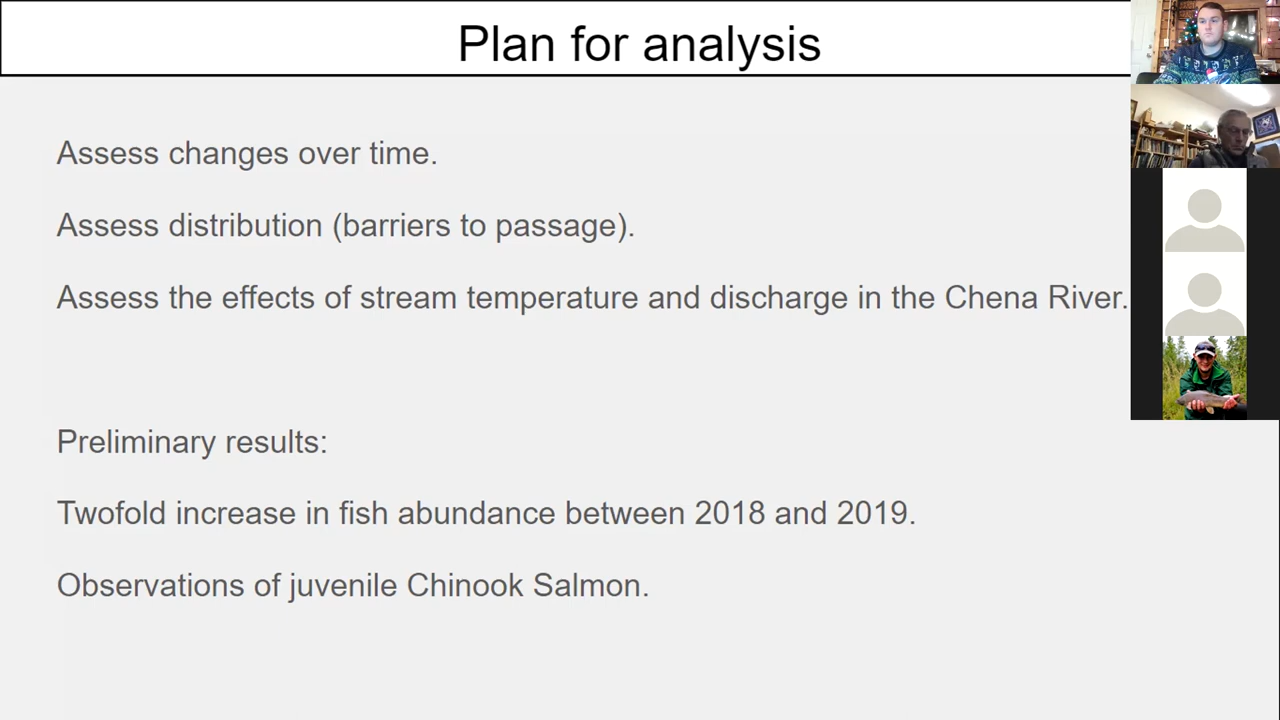 Plan for analysis
Assess changes over time.
Assess distribution (barriers to passage).
Assess the effects of stream temperature and discharge in the Chena River.
Preliminary results:
Twofold increase in fish abundance between 2018 and 2019.
Observations of juvenile Chinook Salmon.